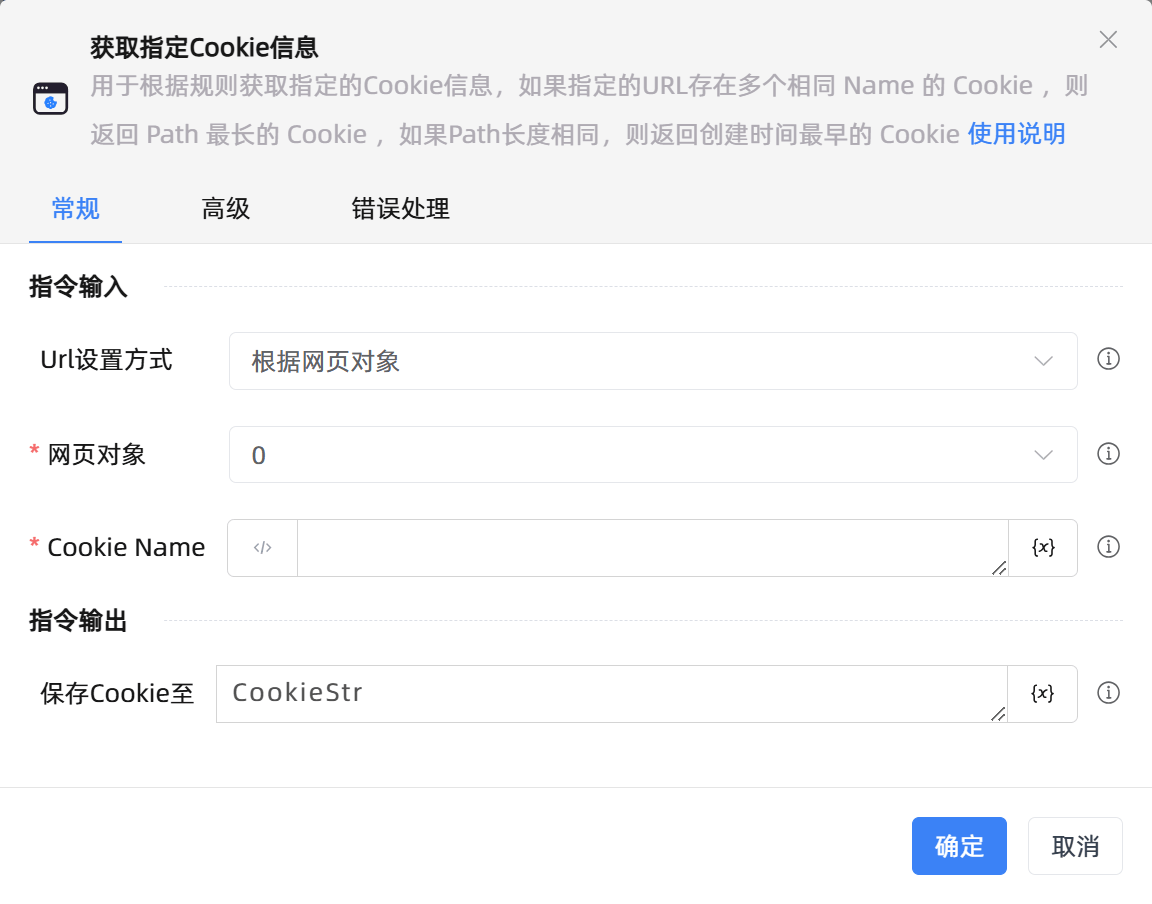 获取指定Cookie信息
用于根据规则获取指定的Cookie信息，如果指定的URL存在多个相同 Name 的 Cookie ，则
返回 Path 最长的 Cookie ，如果Path长度相同，则返回创建时间最早的 Cookie 使用说明
常规 高级 错误处理
指令输入
Url设置方式 根据网页对象
* 网页对象 0
* Cookie Name </> {x}
指令输出
保存Cookie至 CookieStr {x}
确定 取消